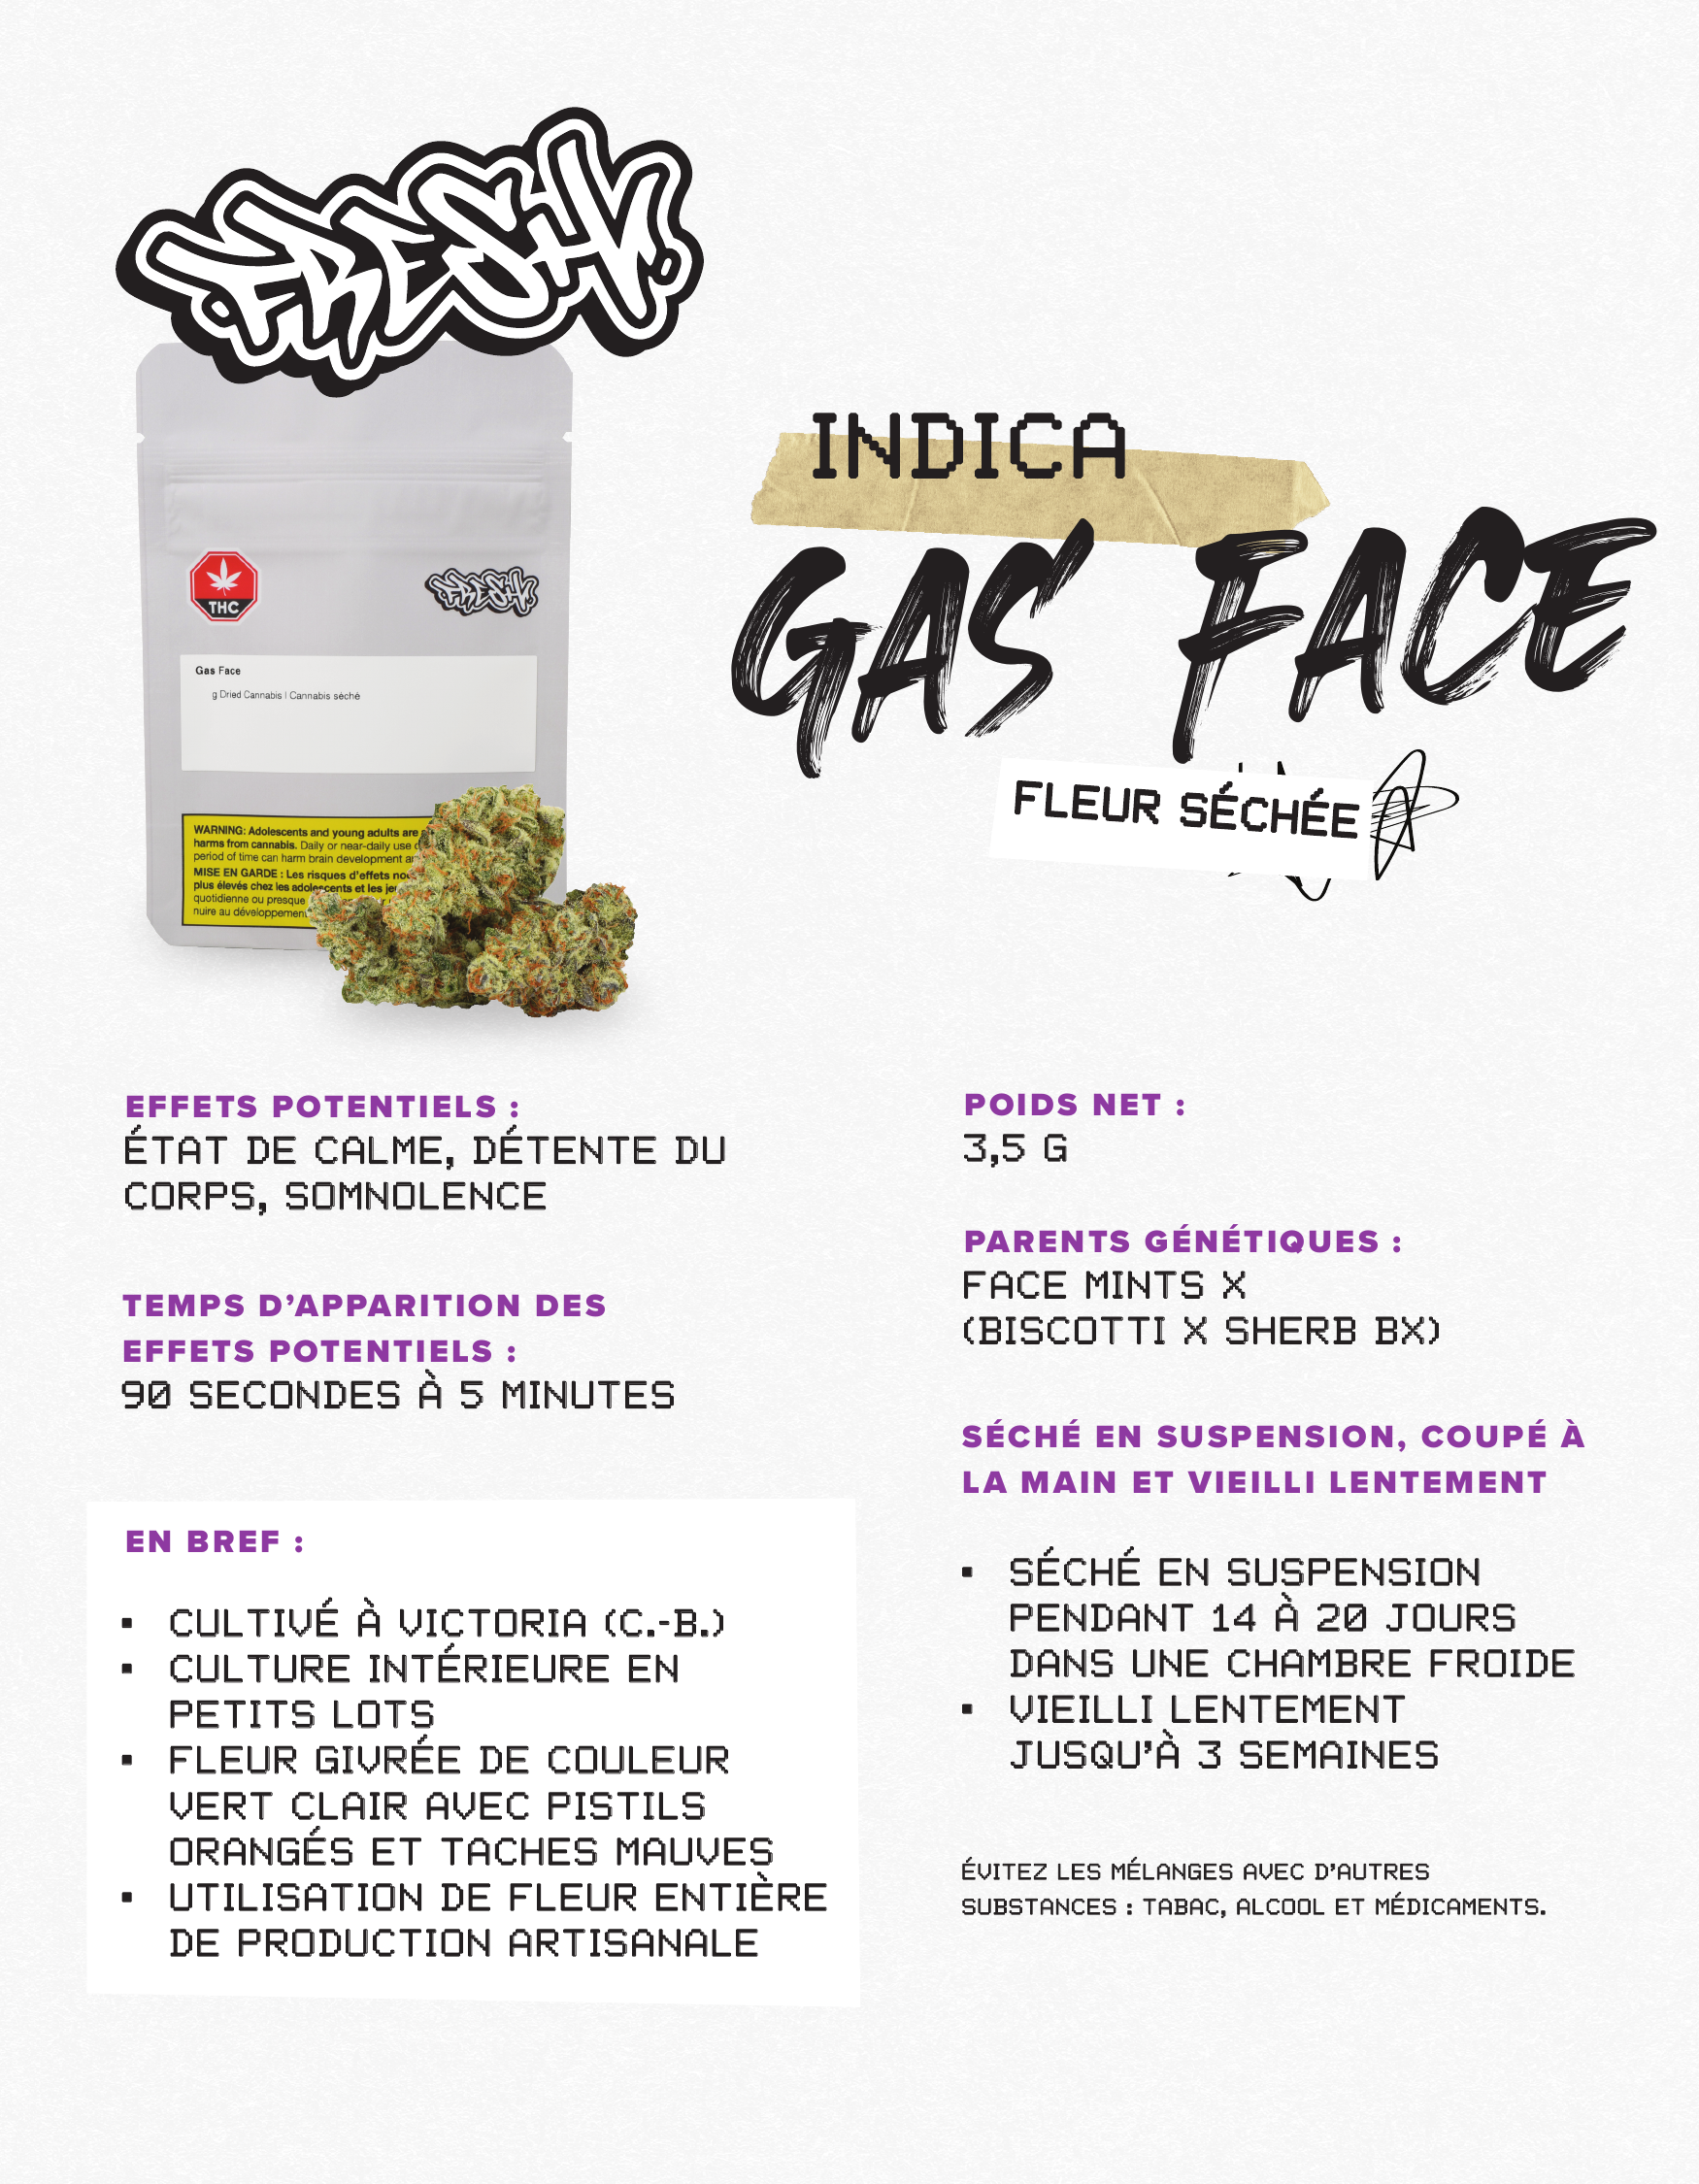 FRESH
THC
FRESH
Gas Face
g Dried Cannabis | Cannabis séché
WARNING: Adolescents and young adults are
harms from cannabis. Daily or near-daily use
period of time can harm brain development
MISE EN GARDE : Les risques d'effets
plus élevés chez les adolescents et les
quotidienne ou presque
nuire au développement
INDICA
GAS FACE
FLEUR SÉCHÉE
EFFETS POTENTIELS :
ÉTAT DE CALME, DÉTENTE DU
CORPS, SOMNOLENCE
TEMPS D'APPARITION DES
EFFETS POTENTIELS :
90 SECONDES À 5 MINUTES
EN BREF :
▪ CULTIVÉ À VICTORIA (C.-B.)
▪ CULTURE INTÉRIEURE EN
PETITS LOTS
▪ FLEUR GIVRÉE DE COULEUR
VERT CLAIR AVEC PISTILS
ORANGÉS ET TACHES MAUVES
▪ UTILISATION DE FLEUR ENTIÈRE
DE PRODUCTION ARTISANALE
POIDS NET :
3,5 G
PARENTS GÉNÉTIQUES :
FACE MINTS X
(BISCOTTI X SHERB BX)
SÉCHÉ EN SUSPENSION, COUPÉ À
LA MAIN ET VIEILLI LENTEMENT
▪ SÉCHÉ EN SUSPENSION
PENDANT 14 À 20 JOURS
DANS UNE CHAMBRE FROIDE
▪ VIEILLI LENTEMENT
JUSQU'À 3 SEMAINES
ÉVITEZ LES MÉLANGES AVEC D'AUTRES
SUBSTANCES : TABAC, ALCOOL ET MÉDICAMENTS.